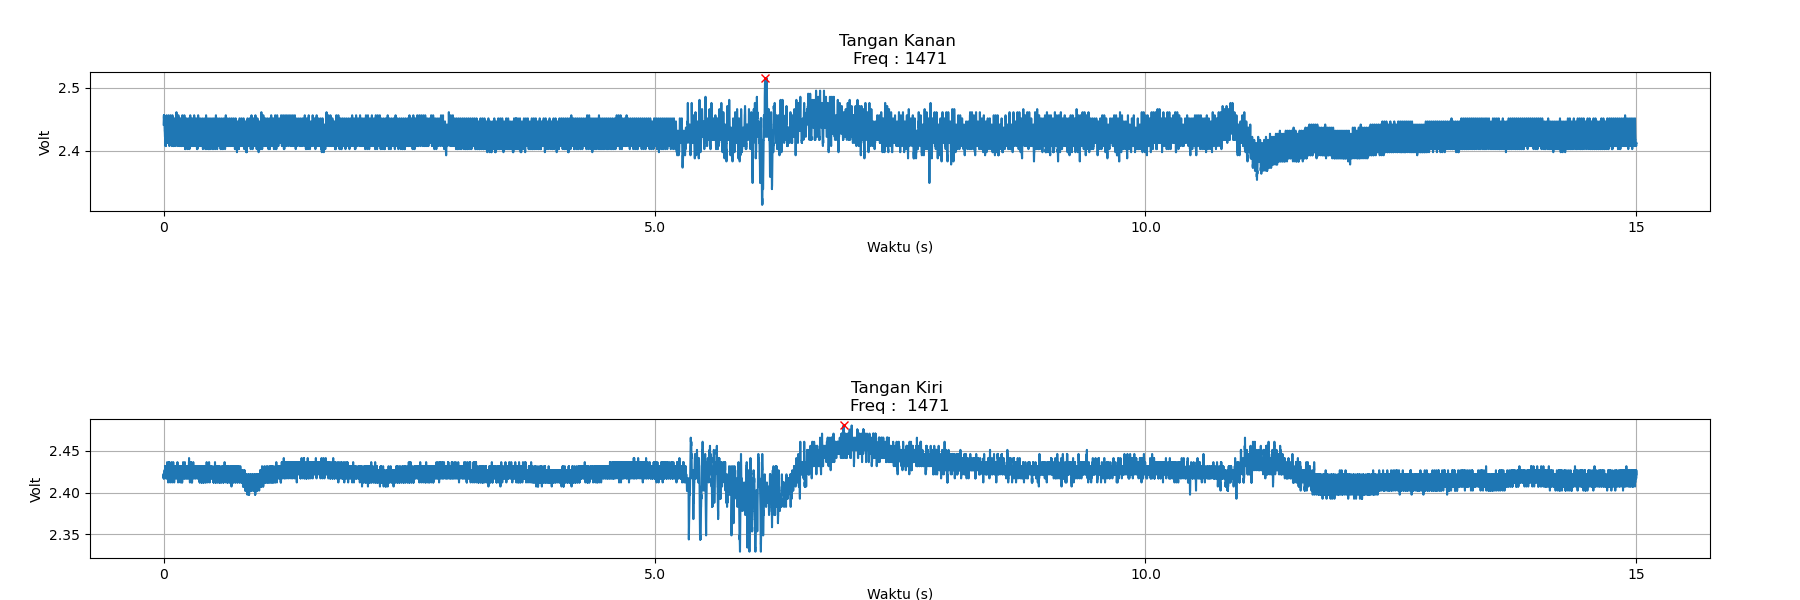 Tangan Kanan
Freq : 1471
Volt
2.5
2.4
0 5.0 10.0 15
Waktu (s)
Tangan Kiri
Freq :  1471
Volt
2.45
2.40
2.35
0 5.0 10.0 15
Waktu (s)